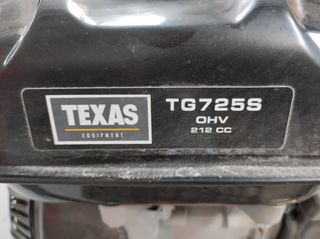 TEXAS
EQUIPMENT
TG725S
OHV
212 CC